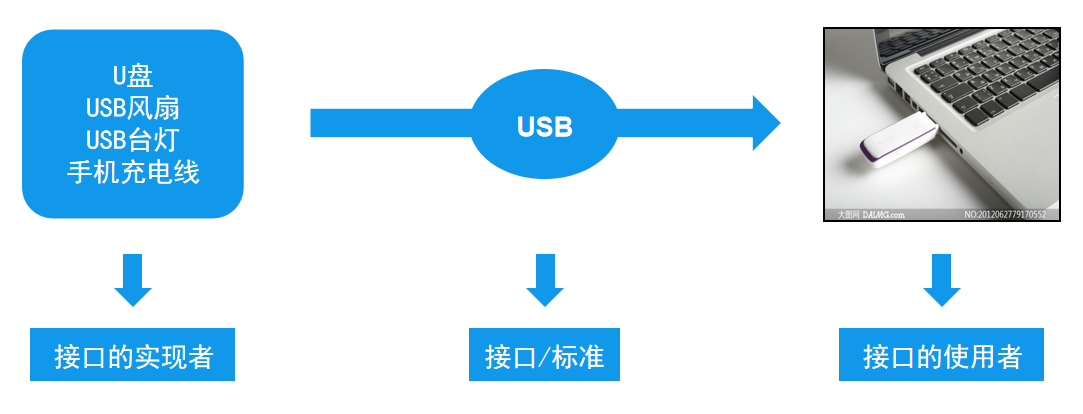 U盘
USB风扇
USB台灯
手机充电线
USB
大图网 DAIMG.com
NO:2012062779170552
接口的实现者
接口/标准
接口的使用者